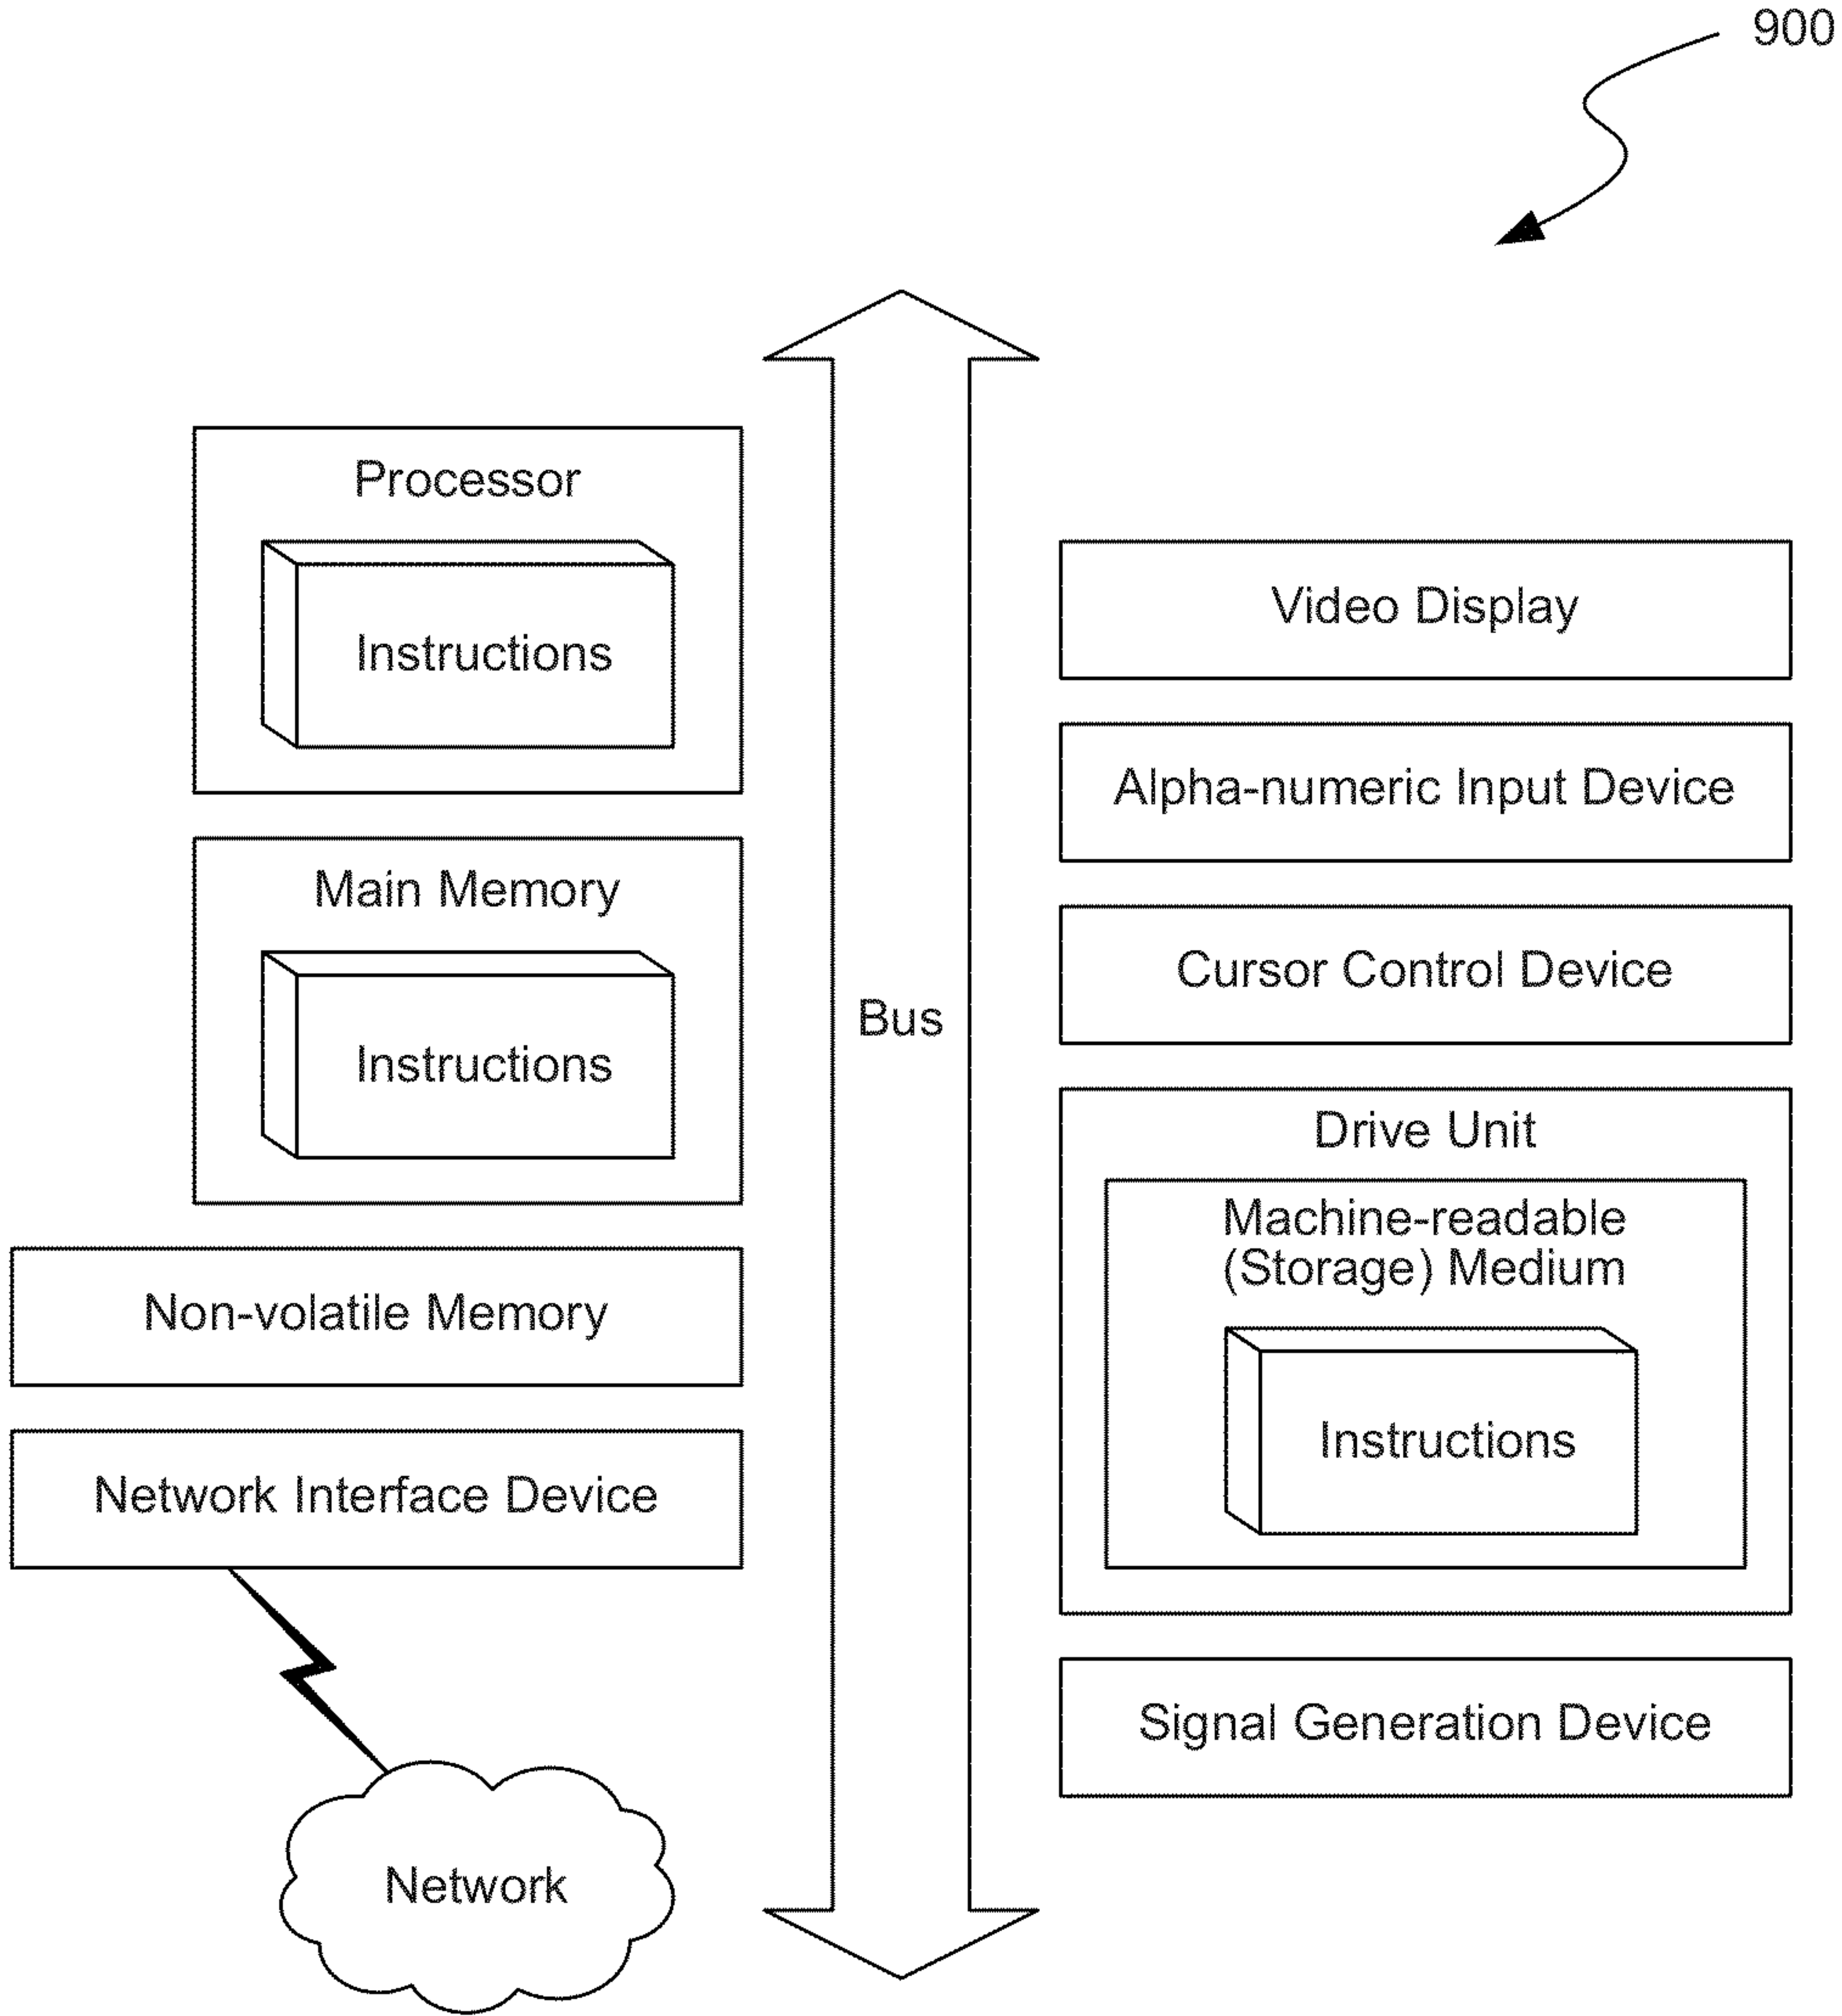 900
Processor
Instructions
Main Memory
Instructions
Non-volatile Memory
Network Interface Device
Network
Bus
Video Display
Alpha-numeric Input Device
Cursor Control Device
Drive Unit
Machine-readable
(Storage) Medium
Instructions
Signal Generation Device